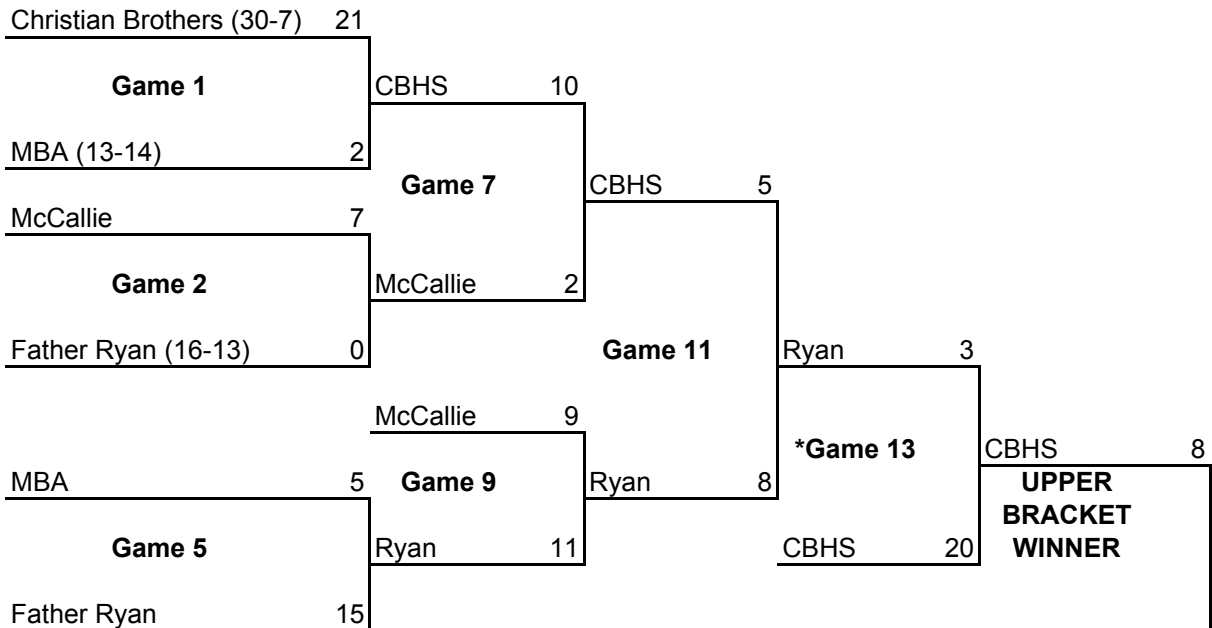 Christian Brothers (30-7) 21
Game 1
CBHS 10
MBA (13-14) 2
Game 7
CBHS 5
McCallie 7
Game 2
McCallie 2
Father Ryan (16-13) 0
Game 11
Ryan 3
McCallie 9
*Game 13
CBHS 8
MBA 5
Game 9
Ryan 8
UPPER
BRACKET
WINNER
Game 5
Ryan 11
CBHS 20
Father Ryan 15